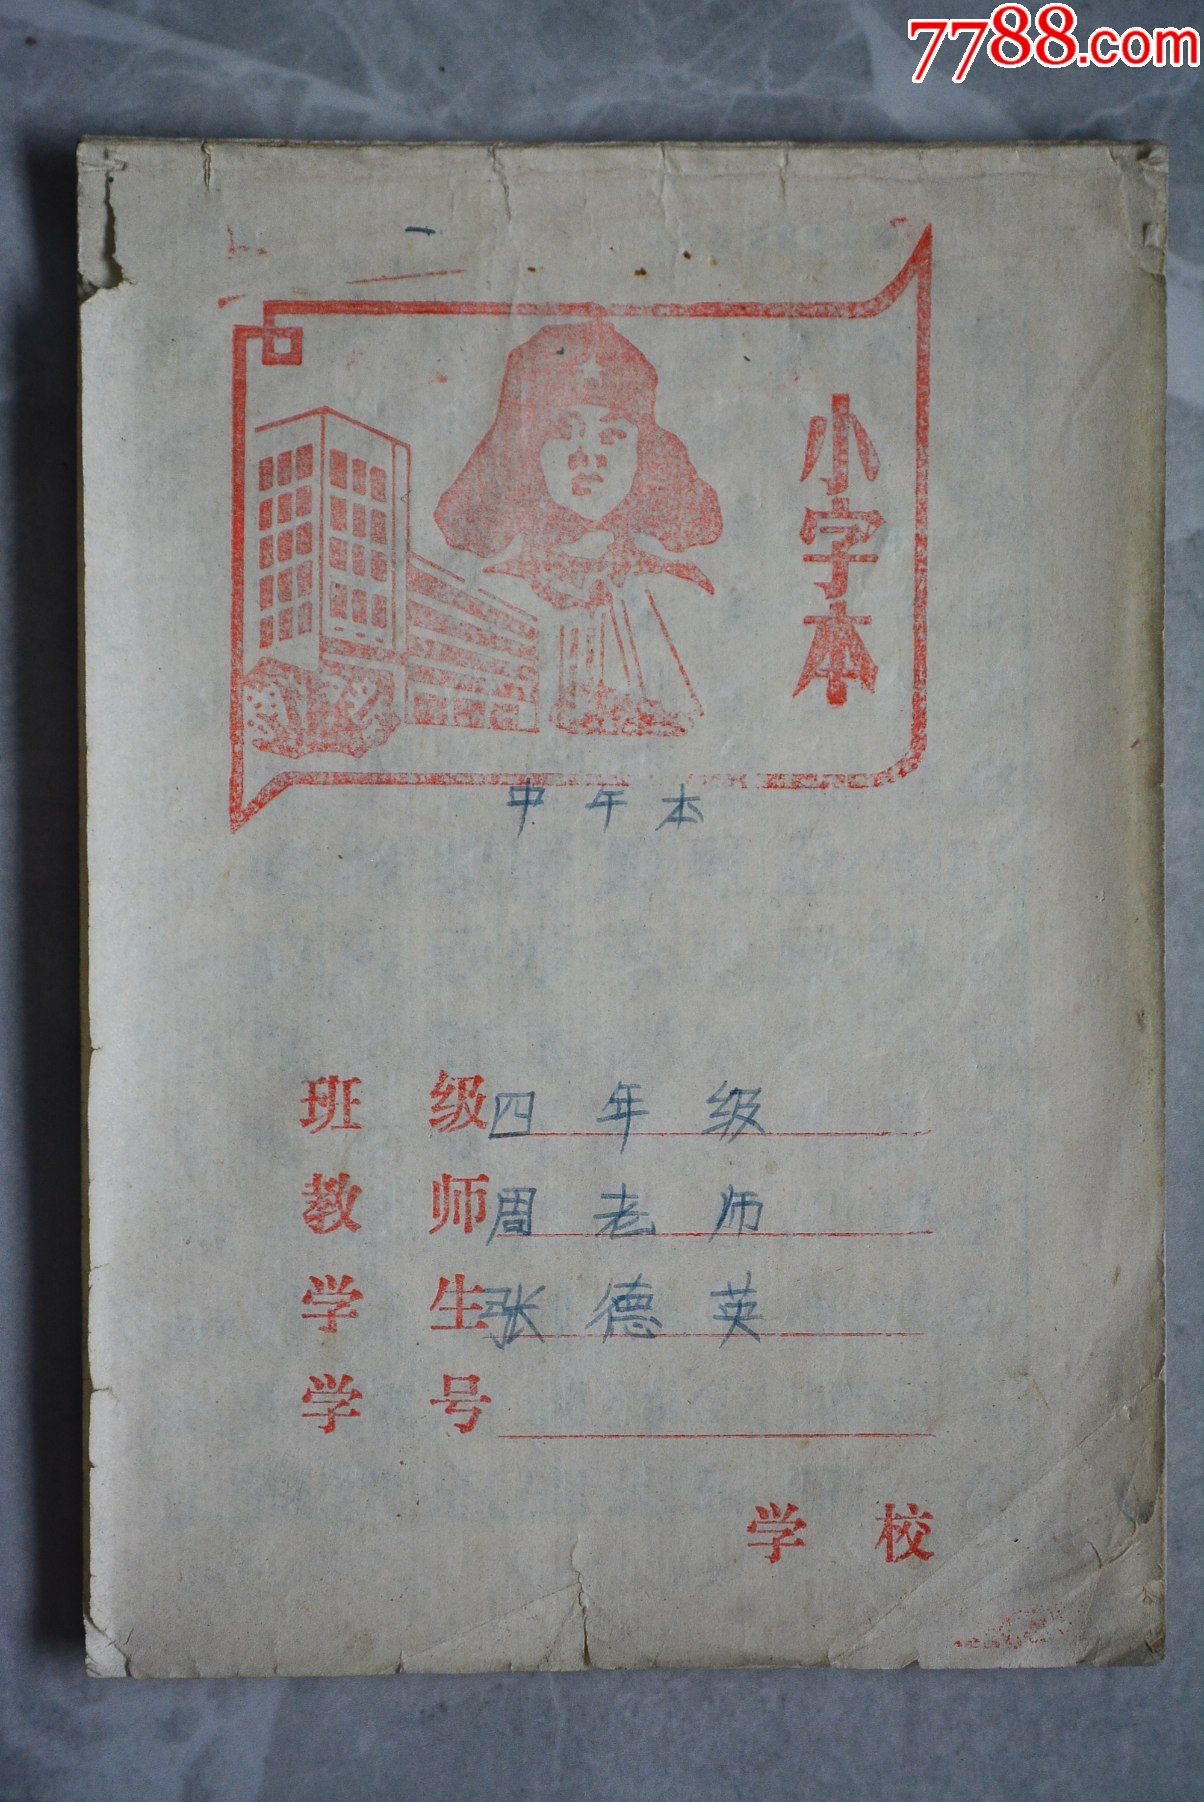 7788.com
小字本
中午本
班级四年级
教师周老师
学生张德英
学号
学校